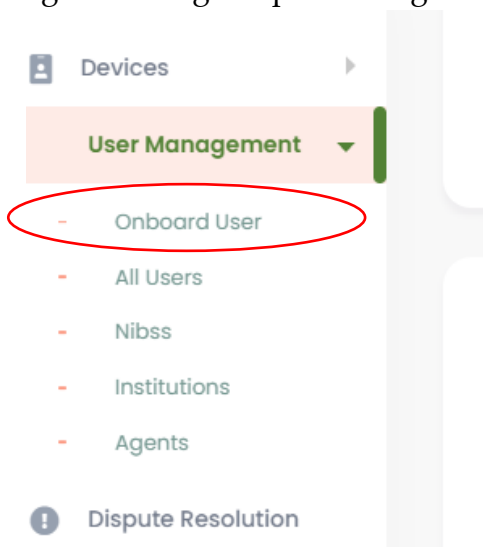 Devices
User Management
- Onboard User
- All Users
- Nibss
- Institutions
- Agents
Dispute Resolution